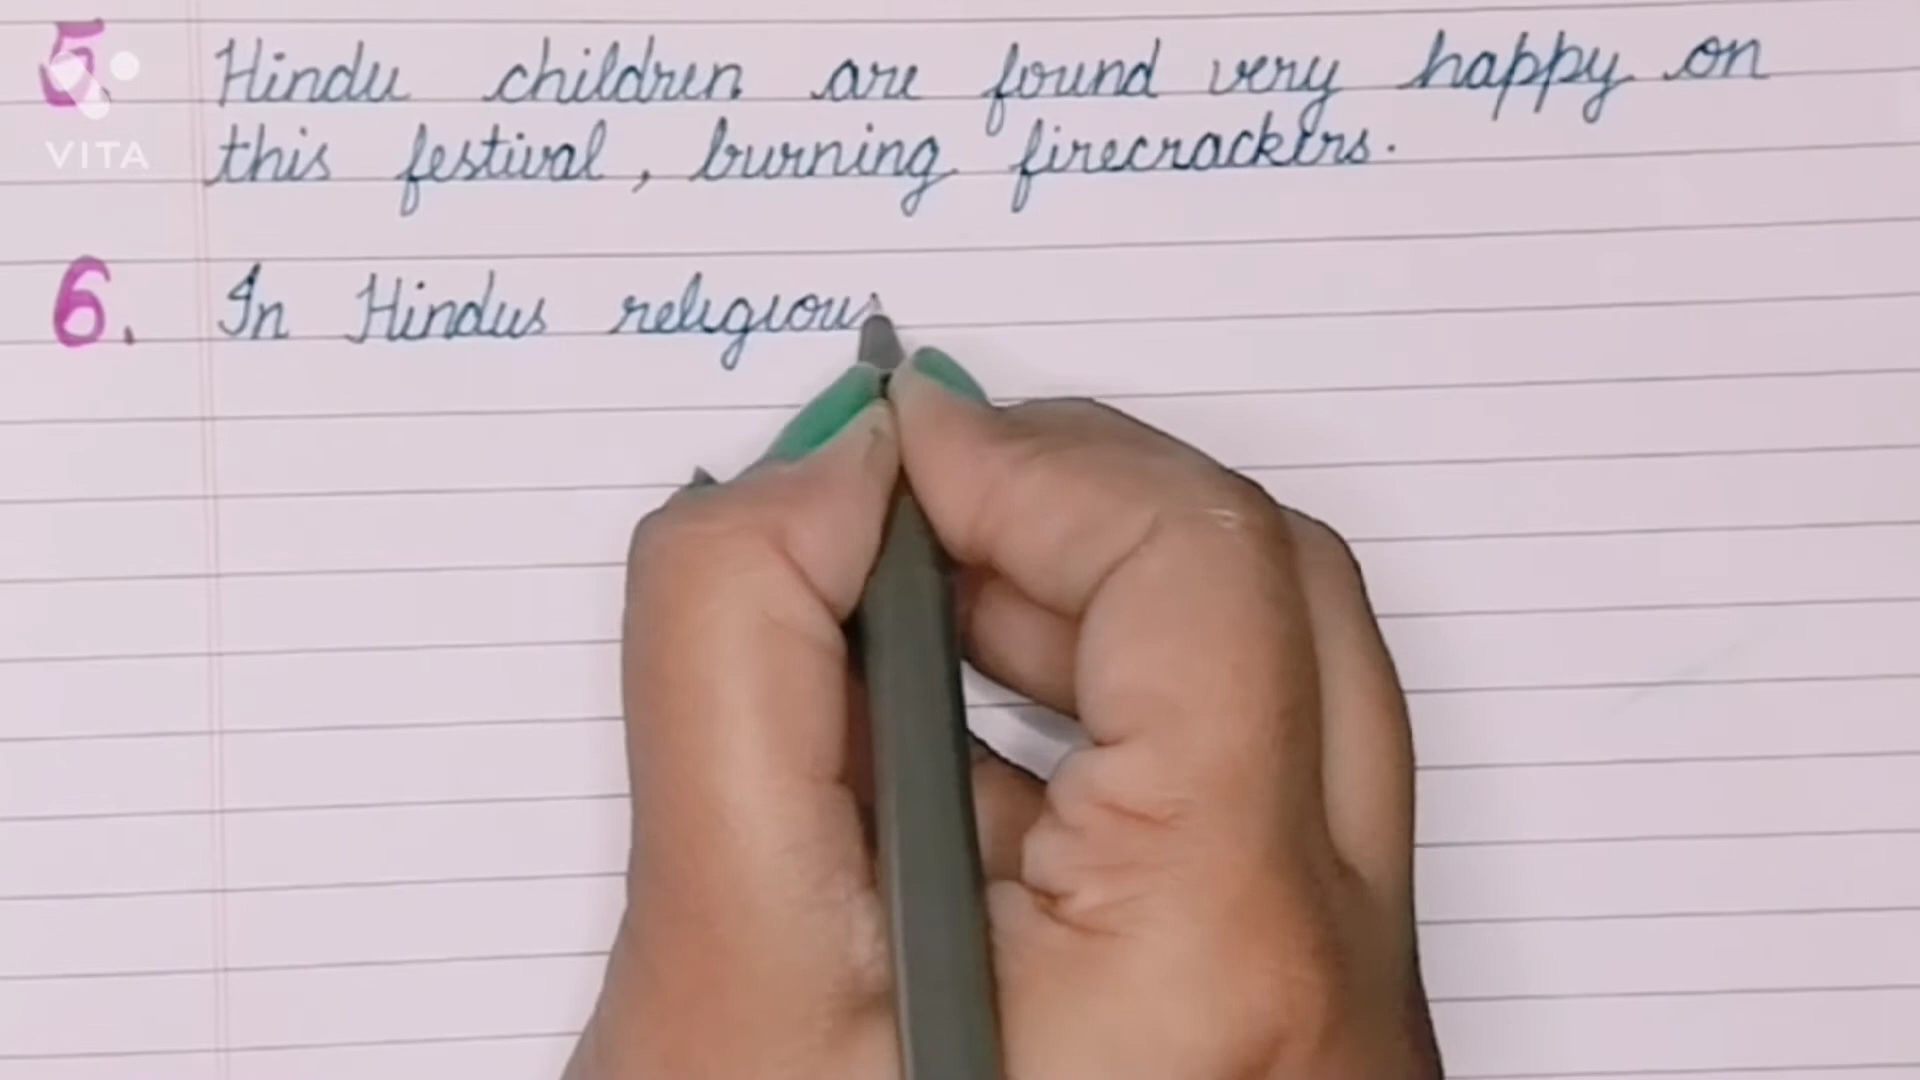 5. Hindu children are found very happy on
this festival, burning firecrackers.
6. In Hindus religious
VITA